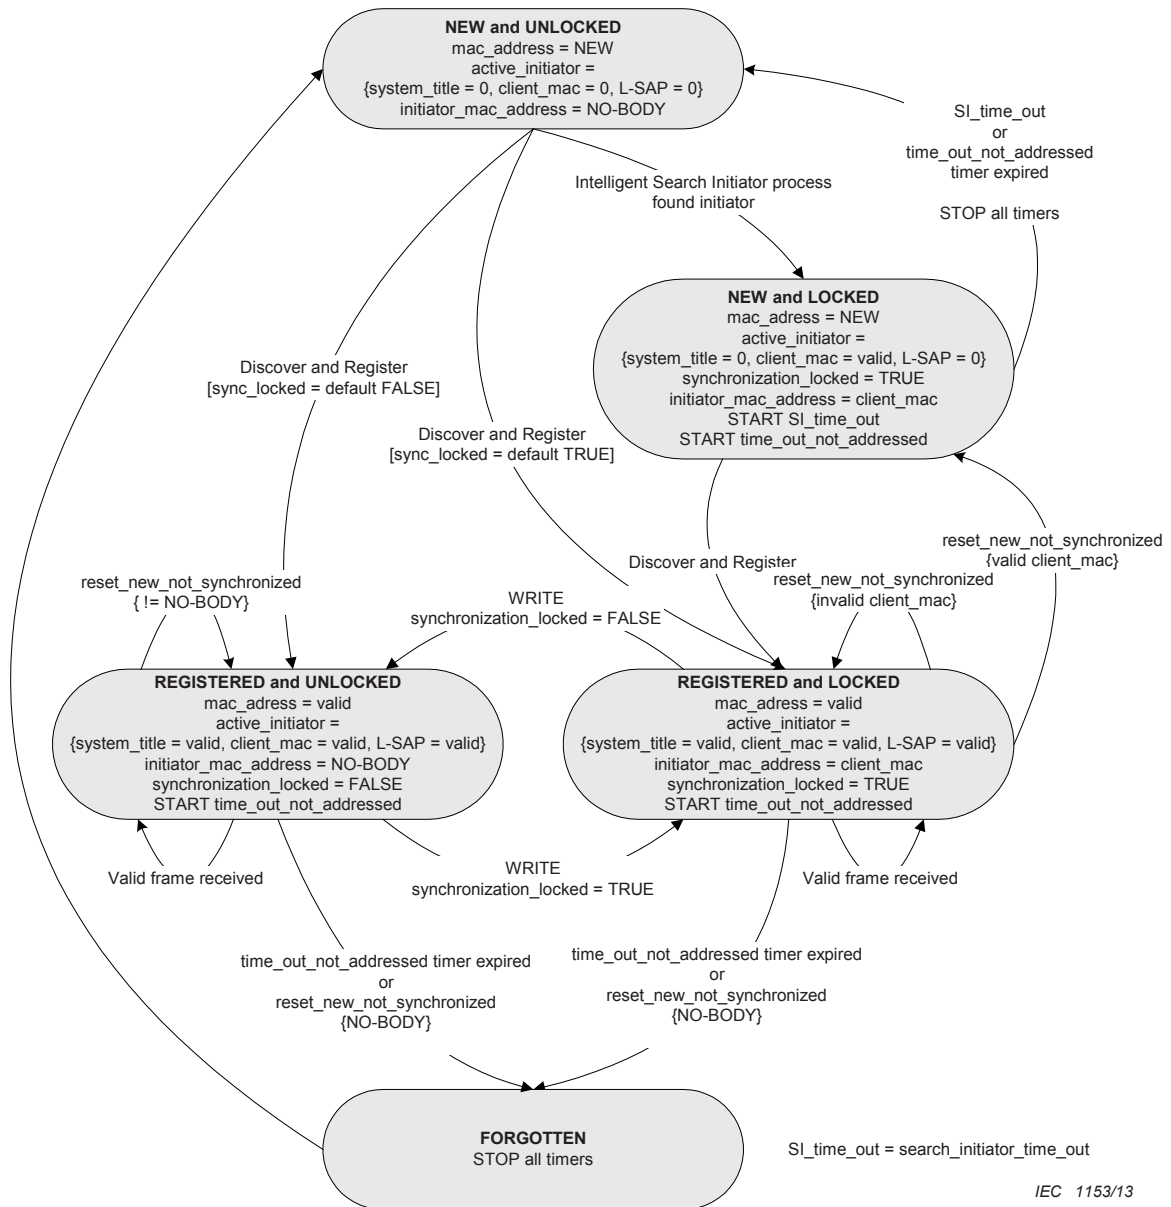 NEW and UNLOCKED
mac_address = NEW
active_initiator =
{system_title = 0, client_mac = 0, L-SAP = 0}
initiator_mac_address = NO-BODY
SI_time_out
or
time_out_not_addressed
timer expired
STOP all timers
Intelligent Search Initiator process
found initiator
NEW and LOCKED
mac_adress = NEW
active_initiator =
{system_title = 0, client_mac = valid, L-SAP = 0}
synchronization_locked = TRUE
initiator_mac_address = client_mac
START SI_time_out
START time_out_not_addressed
Discover and Register
[sync_locked = default FALSE]
Discover and Register
[sync_locked = default TRUE]
reset_new_not_synchronized
{valid client_mac}
Discover and Register
reset_new_not_synchronized
{invalid client_mac}
reset_new_not_synchronized
{ != NO-BODY}
WRITE
synchronization_locked = FALSE
REGISTERED and UNLOCKED
mac_adress = valid
active_initiator =
{system_title = valid, client_mac = valid, L-SAP = valid}
initiator_mac_address = NO-BODY
synchronization_locked = FALSE
START time_out_not_addressed
REGISTERED and LOCKED
mac_adress = valid
active_initiator =
{system_title = valid, client_mac = valid, L-SAP = valid}
initiator_mac_address = client_mac
synchronization_locked = TRUE
START time_out_not_addressed
Valid frame received
WRITE
synchronization_locked = TRUE
Valid frame received
time_out_not_addressed timer expired
or
reset_new_not_synchronized
{NO-BODY}
time_out_not_addressed timer expired
or
reset_new_not_synchronized
{NO-BODY}
FORGOTTEN
STOP all timers
SI_time_out = search_initiator_time_out
IEC 1153/13